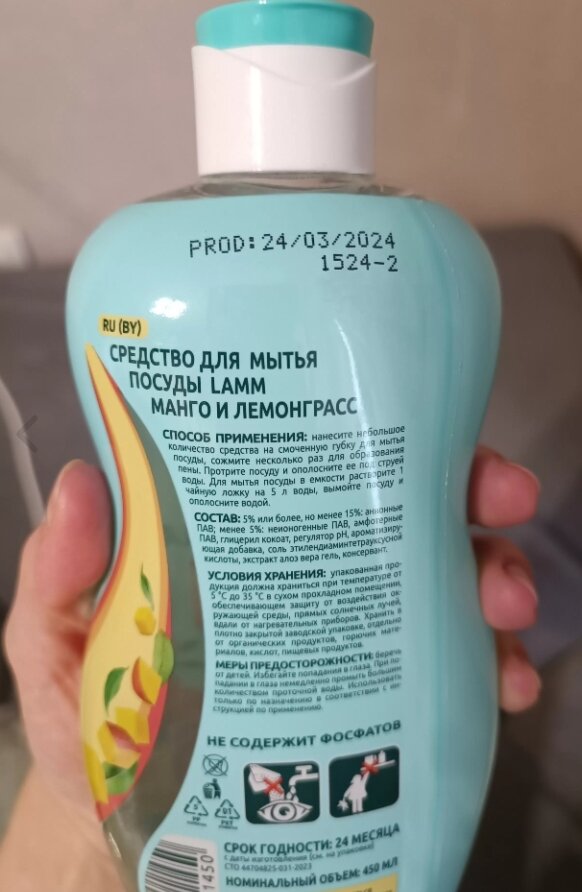 PROD: 24/03/2024
1524-2
RU (BY)
СРЕДСТВО ДЛЯ МЫТЬЯ
ПОСУДЫ LAMM
МАНГО И ЛЕМОНГРАСС
СПОСОБ ПРИМЕНЕНИЯ: нанесите небольшое
количество средства на смоченную губку для мытья
посуды, сожмите несколько раз для образования
пены. Протрите посуду и ополосните ее под струей
воды. Для мытья посуды в емкости растворите 1
чайную ложку на 5 л воды, вымойте посуду и
ополосните водой.
СОСТАВ: 5% или более, но менее 15%: анионные
ПАВ; менее 5%: неионогенные ПАВ, амфотерные
ПАВ, глицерил кокоат, регулятор pH, ароматизиру-
ющая добавка, соль этилендиаминтетрауксусной
кислоты, экстракт алоэ вера гель, консервант.
УСЛОВИЯ ХРАНЕНИЯ: упакованная про-
дукция должна храниться при температуре от
5 °C до 35 °C в сухом прохладном помещении,
обеспечивающем защиту от воздействия ок-
ружающей среды, прямых солнечных лучей,
вдали от нагревательных приборов. Хранить в
плотно закрытой заводской упаковке, отдельно
от органических продуктов, горючих мате-
риалов, кислот, пищевых продуктов.
МЕРЫ ПРЕДОСТОРОЖНОСТИ: беречь
от детей. Избегайте попадания в глаза. При по-
падании в глаза немедленно промыть большим
количеством проточной воды. Использовать
только по назначению в соответствии с ин-
струкцией по применению.
НЕ СОДЕРЖИТ ФОСФАТОВ
5
PP
01
PET
СРОК ГОДНОСТИ: 24 МЕСЯЦА
с даты изготовления (см. на упаковке)
СТО 44704825-031-2023
НОМИНАЛЬНЫЙ ОБЪЕМ: 450 МЛ
1450